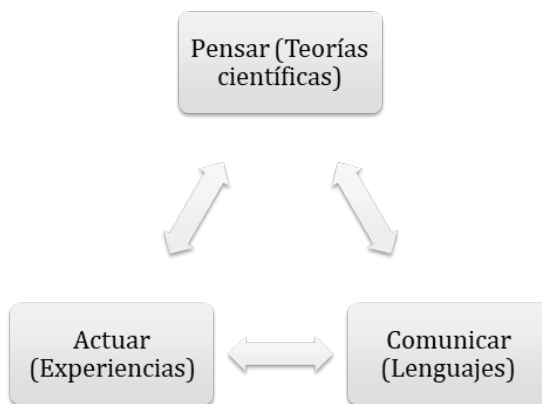 Pensar (Teorías
científicas)
Actuar
(Experiencias)
Comunicar
(Lenguajes)